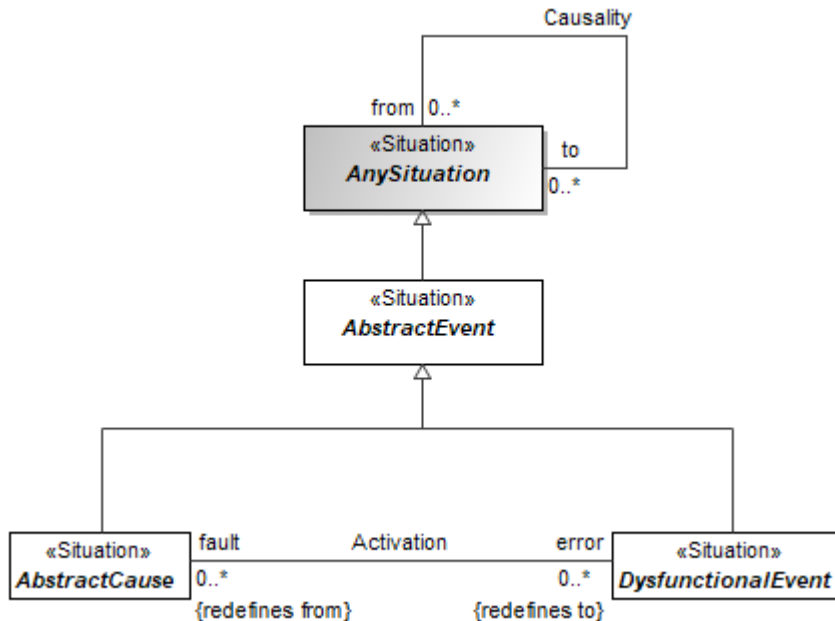 Causality
from 0..*
«Situation»
AnySituation
to
0..*
«Situation»
AbstractEvent
«Situation»
AbstractCause
fault Activation error
0..* 0..*
{redefines from} {redefines to}
«Situation»
DysfunctionalEvent